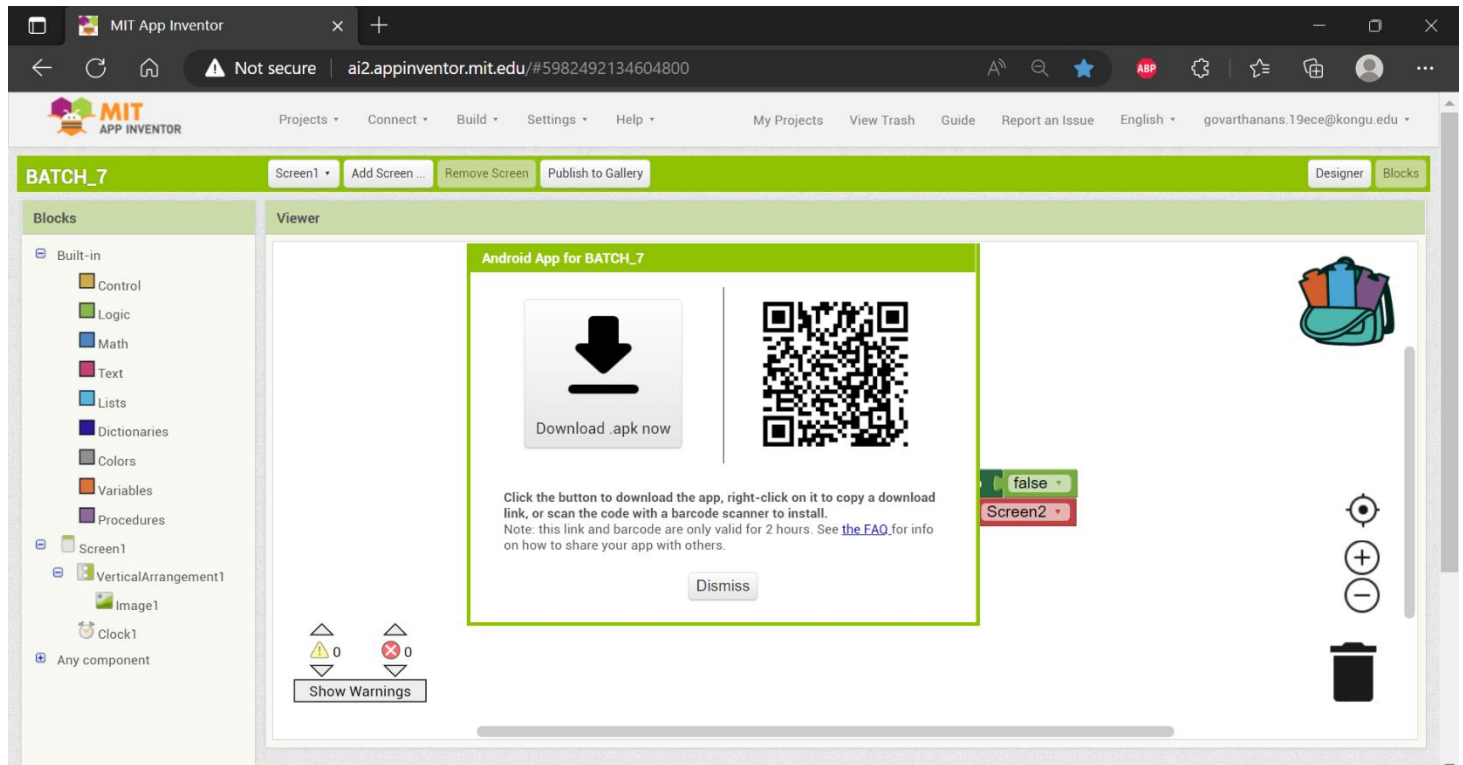 MIT App Inventor
Not secure ai2.appinventor.mit.edu/#5982492134604800 A ABP
MIT
APP INVENTOR
Projects Connect Build Settings Help My Projects View Trash Guide Report an Issue English govarthanans.19ece@kongu.edu
BATCH_7 Screen1 Add Screen ... Remove Screen Publish to Gallery Designer Blocks
Blocks Viewer
Built-in
Control
Logic
Math
Text
Lists
Dictionaries
Colors
Variables
Procedures
Screen1
VerticalArrangement1
Image1
Clock1
Any component
Android App for BATCH_7
Download .apk now
Click the button to download the app, right-click on it to copy a download
link, or scan the code with a barcode scanner to install.
Note: this link and barcode are only valid for 2 hours. See the FAQ for info
on how to share your app with others.
Dismiss
false
Screen2
0 0
Show Warnings